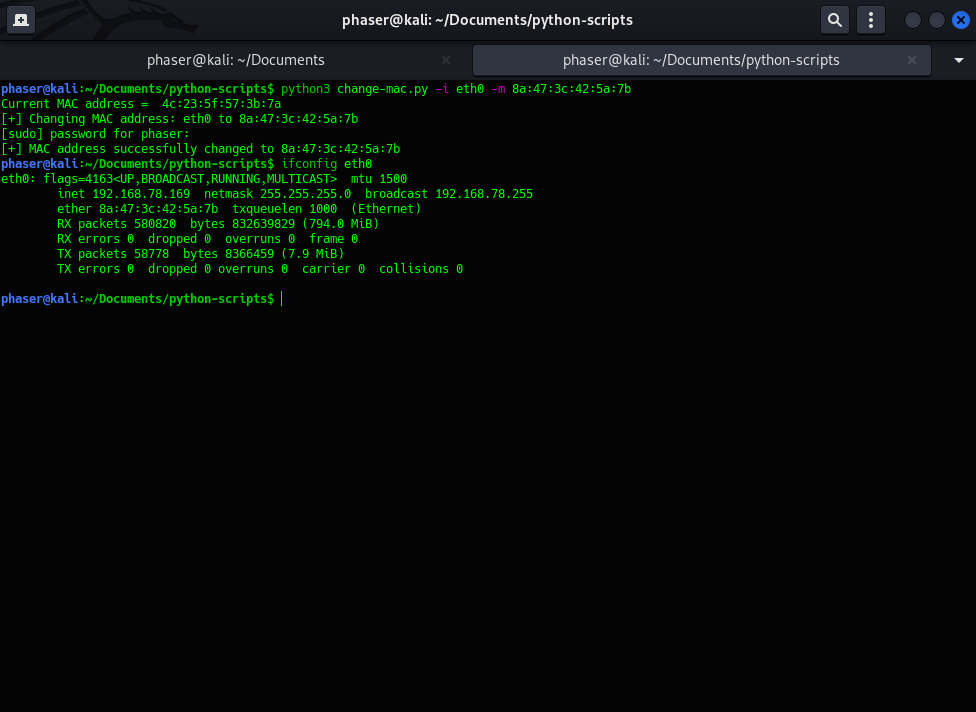 phaser@kali: ~/Documents/python-scripts
phaser@kali: ~/Documents
phaser@kali: ~/Documents/python-scripts
phaser@kali:~/Documents/python-scripts$ python3 change-mac.py -i eth0 -m 8a:47:3c:42:5a:7b
Current MAC address =  4c:23:5f:57:3b:7a
[+] Changing MAC address: eth0 to 8a:47:3c:42:5a:7b
[sudo] password for phaser:
[+] MAC address successfully changed to 8a:47:3c:42:5a:7b
phaser@kali:~/Documents/python-scripts$ ifconfig eth0
eth0: flags=4163<UP,BROADCAST,RUNNING,MULTICAST>  mtu 1500
        inet 192.168.78.169  netmask 255.255.255.0  broadcast 192.168.78.255
        ether 8a:47:3c:42:5a:7b  txqueuelen 1000  (Ethernet)
        RX packets 580820  bytes 832639829 (794.0 MiB)
        RX errors 0  dropped 0  overruns 0  frame 0
        TX packets 58778  bytes 8366459 (7.9 MiB)
        TX errors 0  dropped 0 overruns 0  carrier 0  collisions 0
phaser@kali:~/Documents/python-scripts$